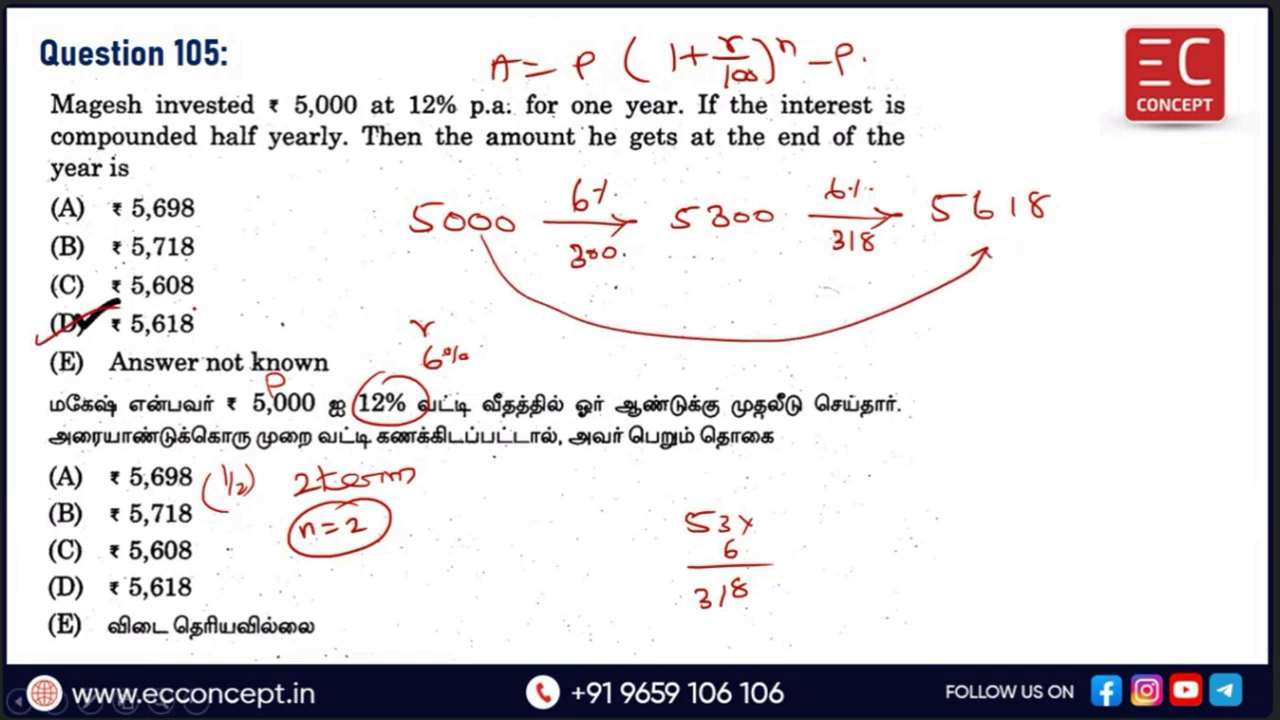 Question 105:
A = P ( 1 + r/100 )^n – P.
EC
CONCEPT
Magesh invested ₹ 5,000 at 12% p.a. for one year. If the interest is
compounded half yearly. Then the amount he gets at the end of the
year is
(A) ₹ 5,698
(B) ₹ 5,718
(C) ₹ 5,608
(D) ₹ 5,618
(E) Answer not known
6%
6%
5000
5300
5618
300
318
r
6%
P
மகேஷ் என்பவர் ₹ 5,000 ஐ 12% வட்டி வீதத்தில் ஓர் ஆண்டுக்கு முதலீடு செய்தார்.
அரையாண்டுக்கொரு முறை வட்டி கணக்கிடப்பட்டால், அவர் பெறும் தொகை
(A) ₹ 5,698
(B) ₹ 5,718
(C) ₹ 5,608
(D) ₹ 5,618
(E) விடை தெரியவில்லை
(1/2)
2 term
n = 2
53 x
6
318
www.ecconcept.in
+91 9659 106 106
FOLLOW US ON